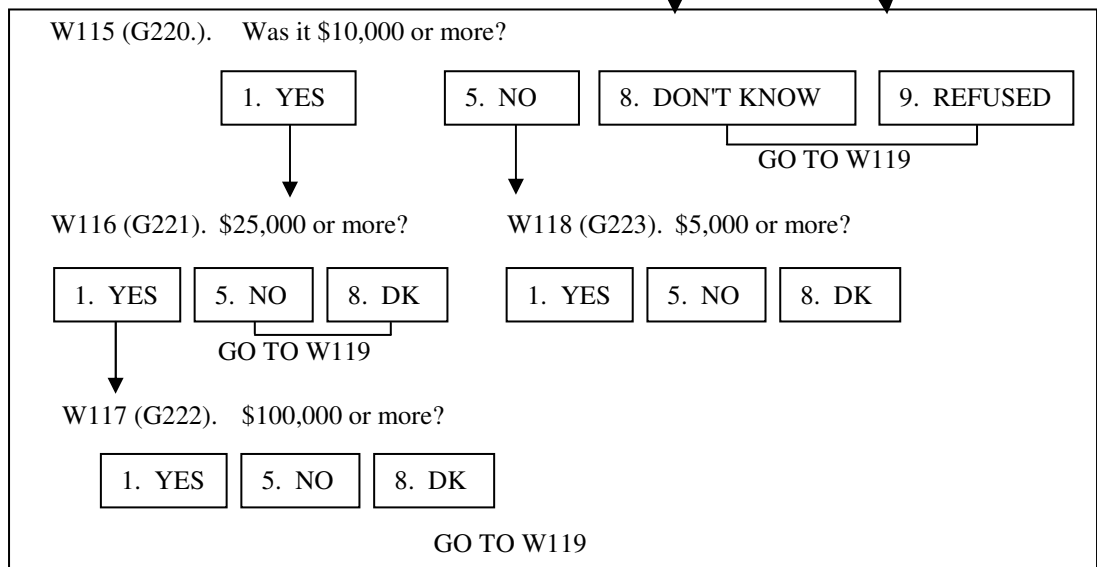 W115 (G220.). Was it $10,000 or more?
1. YES 5. NO 8. DON'T KNOW 9. REFUSED
GO TO W119
W116 (G221). $25,000 or more? W118 (G223). $5,000 or more?
1. YES 5. NO 8. DK 1. YES 5. NO 8. DK
GO TO W119
W117 (G222). $100,000 or more?
1. YES 5. NO 8. DK
GO TO W119